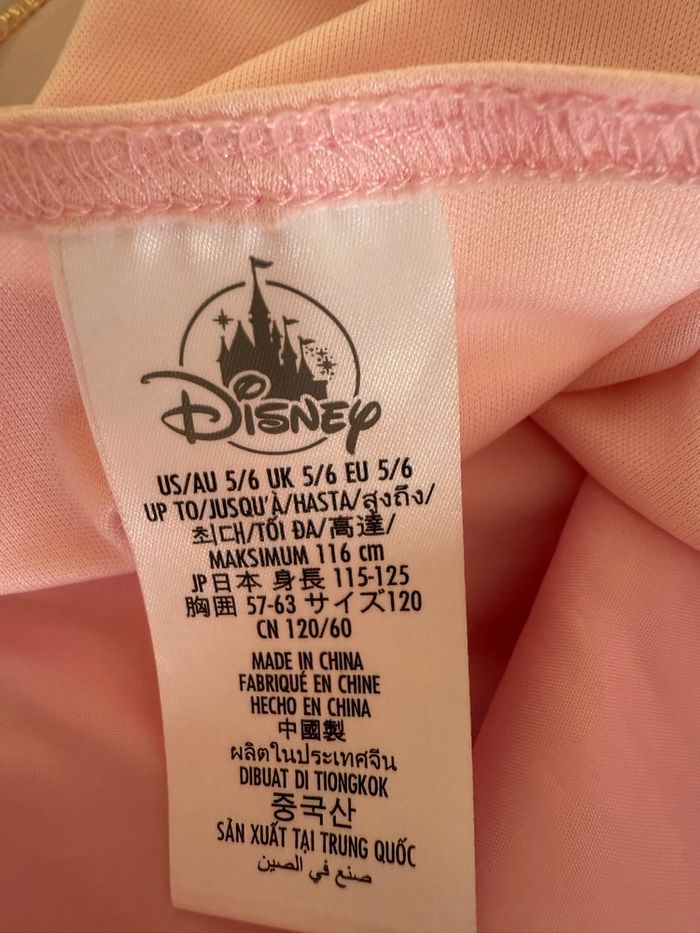 DISNEY
US/AU 5/6 UK 5/6 EU 5/6
UP TO/JUSQU'À/HASTA/สูงถึง/
최대/TỐI ĐA/高達/
MAKSIMUM 116 cm
JP日本 身長 115-125
胸囲 57-63 サイズ120
CN 120/60
MADE IN CHINA
FABRIQUÉ EN CHINE
HECHO EN CHINA
中國製
ผลิตในประเทศจีน
DIBUAT DI TIONGKOK
중국산
SẢN XUẤT TẠI TRUNG QUỐC
صنع في الصين